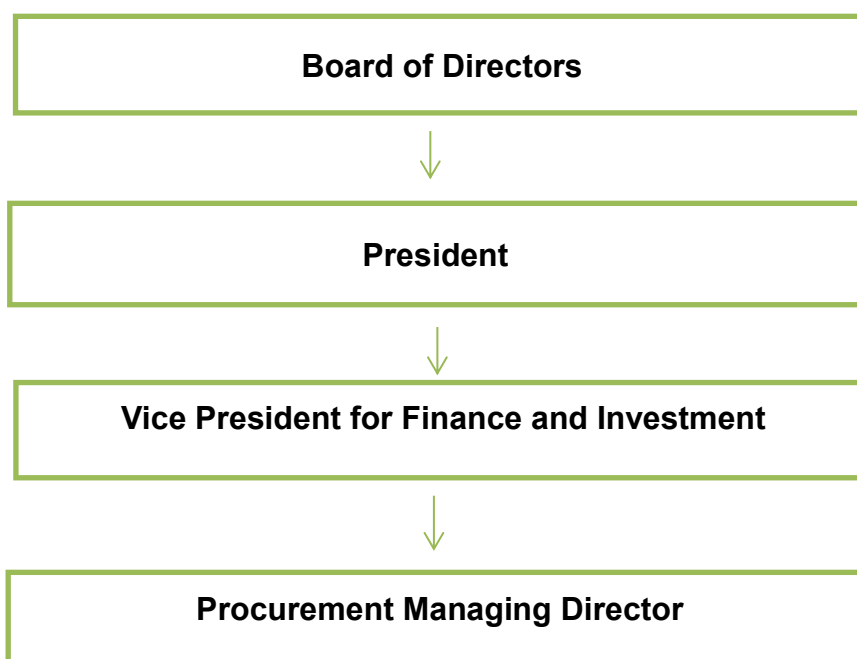 Board of Directors
President
Vice President for Finance and Investment
Procurement Managing Director